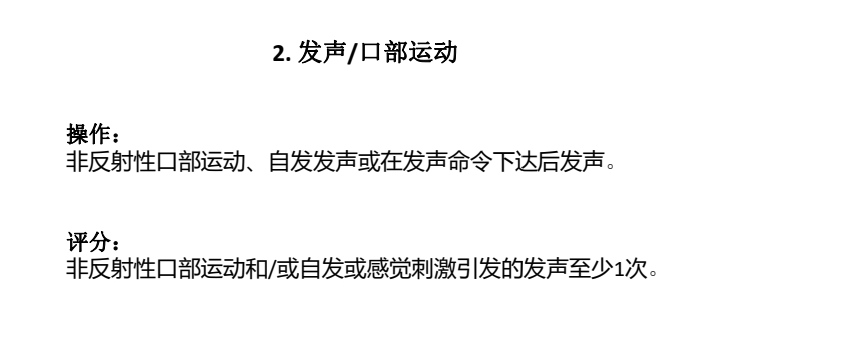 2. 发声/口部运动
操作：
非反射性口部运动、自发发声或在发声命令下达后发声。
评分：
非反射性口部运动和/或自发或感觉刺激引发的发声至少1次。